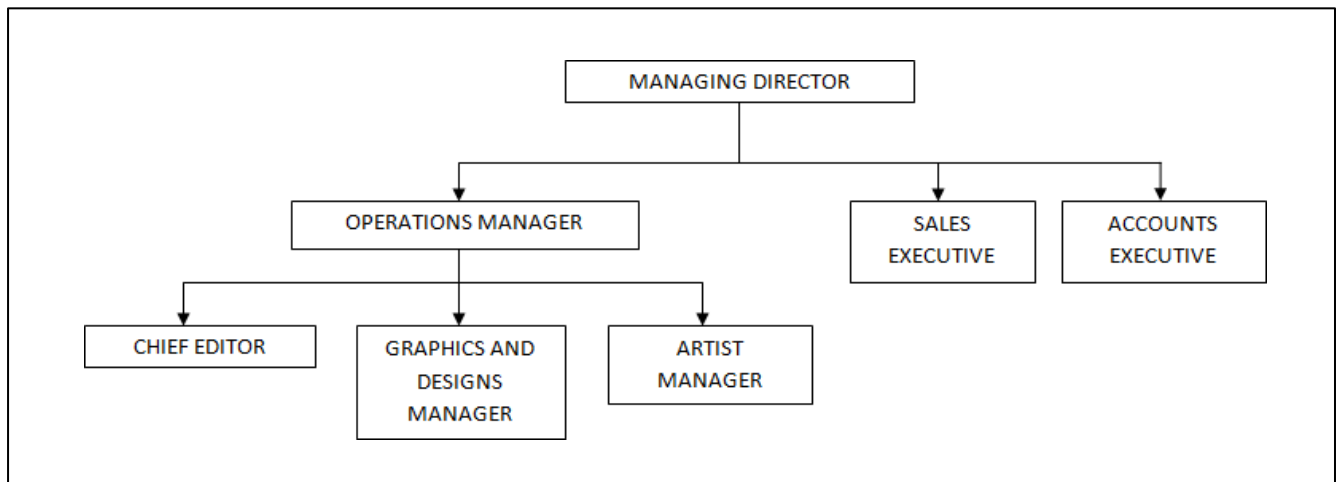 MANAGING DIRECTOR
OPERATIONS MANAGER
SALES
EXECUTIVE
ACCOUNTS
EXECUTIVE
CHIEF EDITOR
GRAPHICS AND
DESIGNS
MANAGER
ARTIST
MANAGER